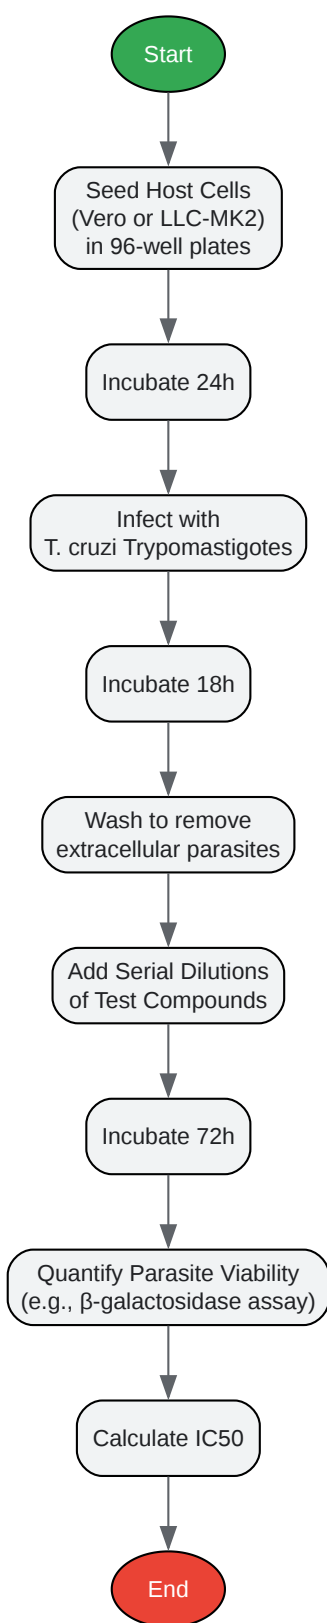 Start
Seed Host Cells
(Vero or LLC-MK2)
in 96-well plates
Incubate 24h
Infect with
T. cruzi Trypomastigotes
Incubate 18h
Wash to remove
extracellular parasites
Add Serial Dilutions
of Test Compounds
Incubate 72h
Quantify Parasite Viability
(e.g., β-galactosidase assay)
Calculate IC50
End